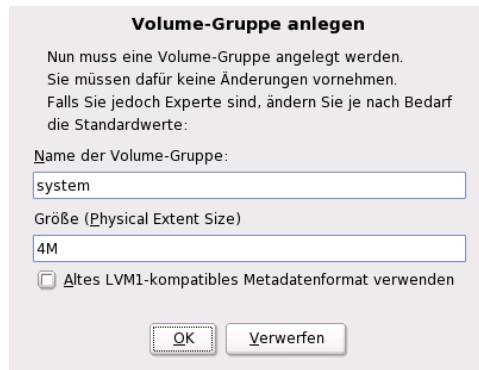 Volume-Gruppe anlegen
Nun muss eine Volume-Gruppe angelegt werden.
Sie müssen dafür keine Änderungen vornehmen.
Falls Sie jedoch Experte sind, ändern Sie je nach Bedarf
die Standardwerte:
Name der Volume-Gruppe:
system
Größe (Physical Extent Size)
4M
Altes LVM1-kompatibles Metadatenformat verwenden
OK Verwerfen